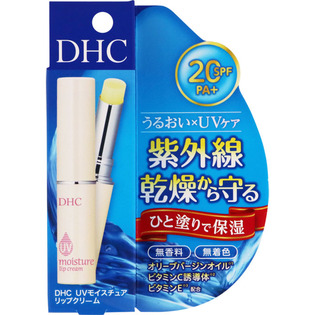 DHC
20 SPF
PA+
うるおい×UVケア
紫外線
乾燥から守る
ひと塗りで保湿
無香料 無着色
オリーブバージンオイル
ビタミンC誘導体
ビタミンE 配合
DHC
UV
moisture
lip cream
DHC UVモイスチュア
リップクリーム